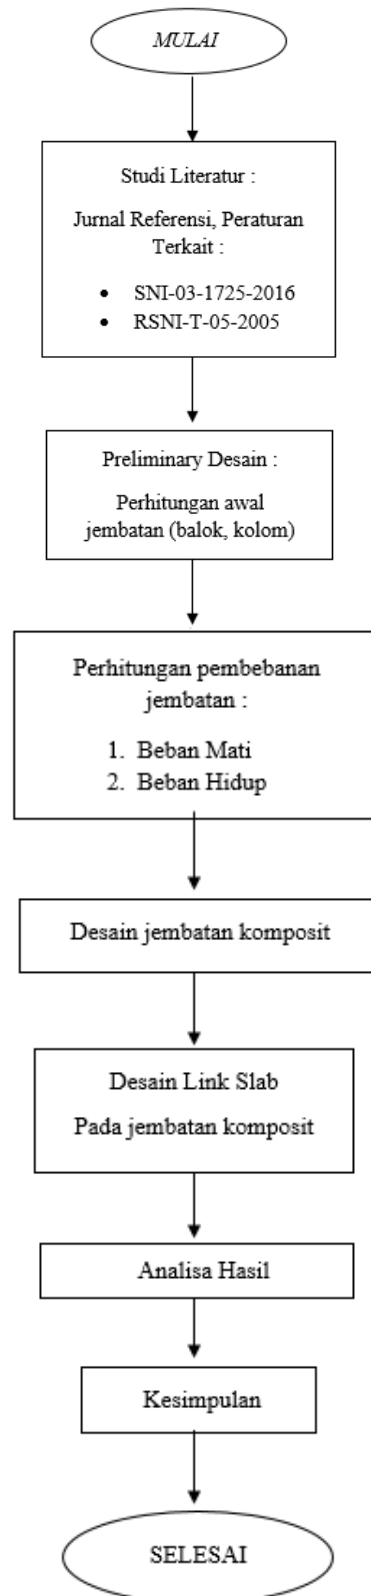 MULAI
Studi Literatur :
Jurnal Referensi, Peraturan
Terkait :
• SNI-03-1725-2016
• RSNI-T-05-2005
Preliminary Desain :
Perhitungan awal
jembatan (balok, kolom)
Perhitungan pembebanan
jembatan :
1. Beban Mati
2. Beban Hidup
Desain jembatan komposit
Desain Link Slab
Pada jembatan komposit
Analisa Hasil
Kesimpulan
SELESAI